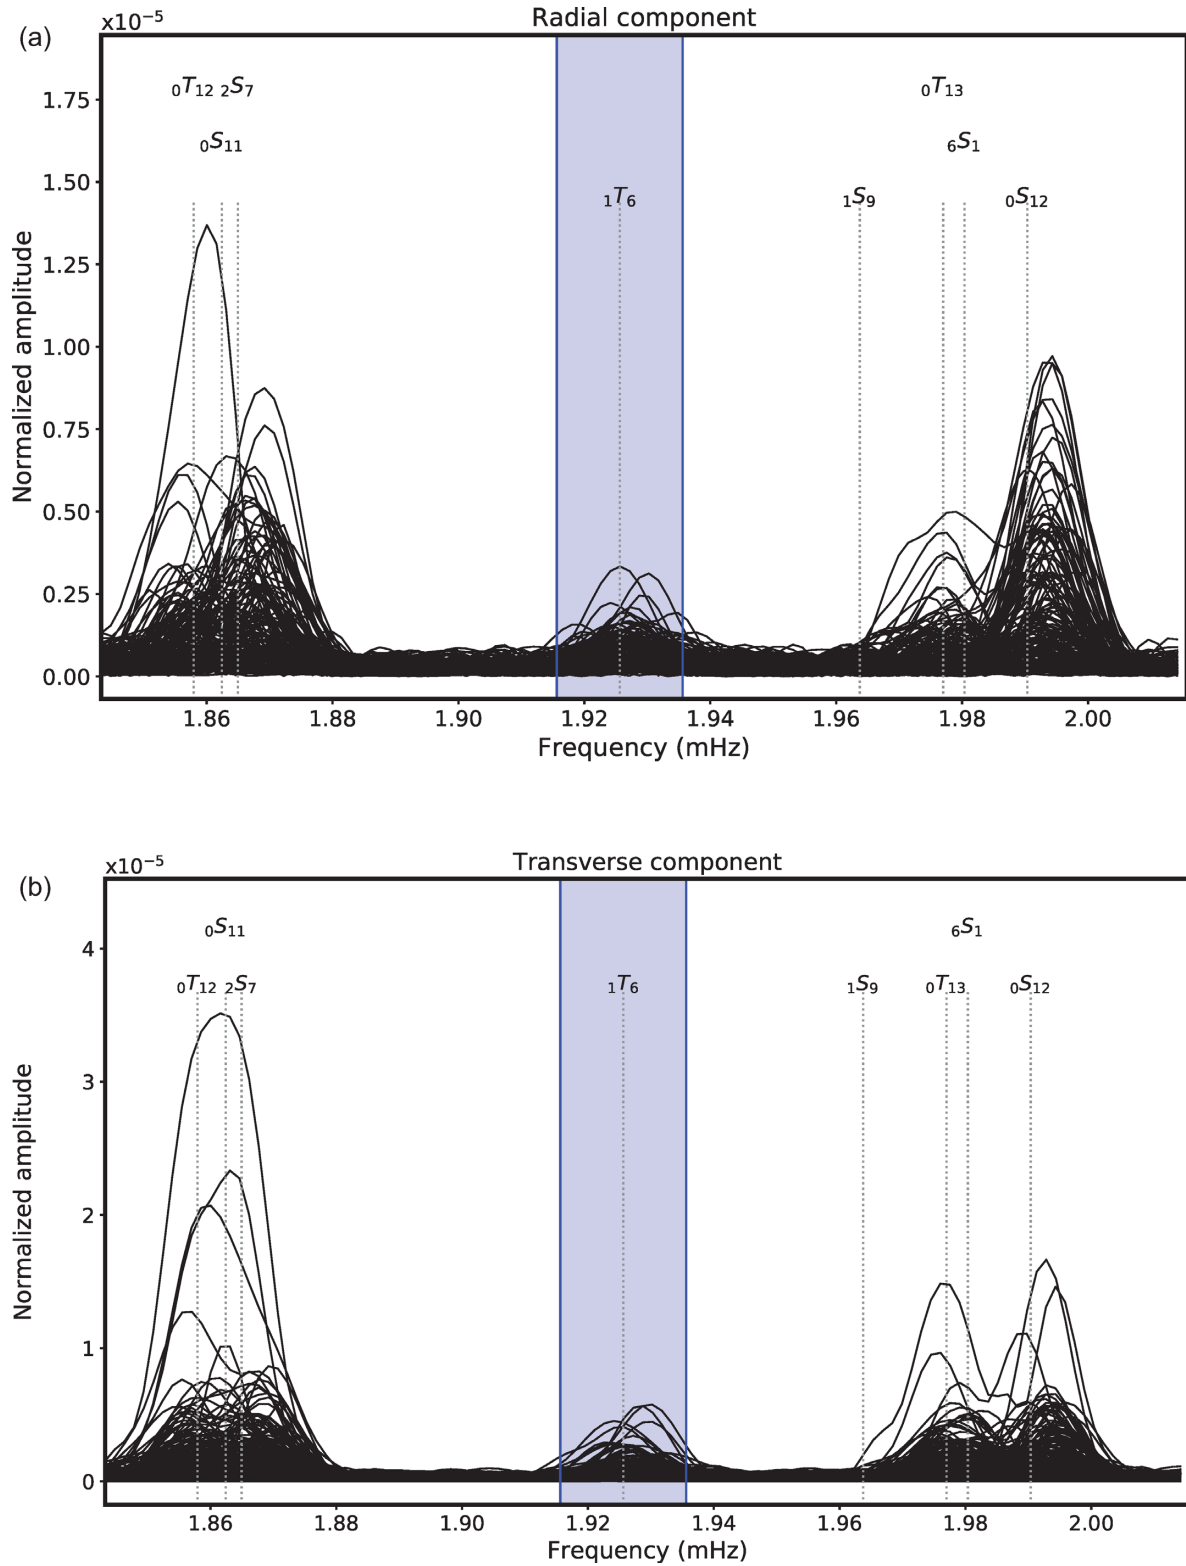 (a)
x10⁻⁵
Radial component
₀T₁₂ ₂S₇
₀T₁₃
₀S₁₁
₆S₁
₁T₆
₁S₉
₀S₁₂
1.75
1.50
1.25
1.00
0.75
0.50
0.25
0.00
Normalized amplitude
1.86 1.88 1.90 1.92 1.94 1.96 1.98 2.00
Frequency (mHz)
(b)
x10⁻⁵
Transverse component
₀S₁₁
₆S₁
₀T₁₂ ₂S₇
₁T₆
₁S₉
₀T₁₃
₀S₁₂
4
3
2
1
0
Normalized amplitude
1.86 1.88 1.90 1.92 1.94 1.96 1.98 2.00
Frequency (mHz)